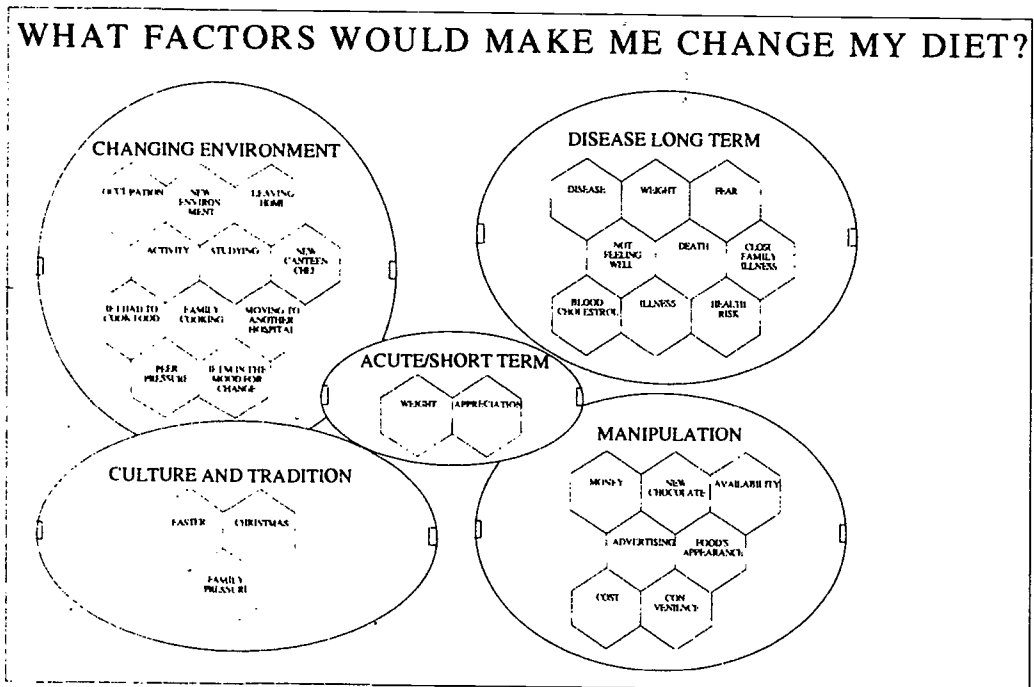 WHAT FACTORS WOULD MAKE ME CHANGE MY DIET?
CHANGING ENVIRONMENT
OCCUPATION
NEW
ENVIRON
MENT
LEAVING
HOME
ACTIVITY
STUDYING
NEW
CANTEEN
CHEF
IF I HAD TO
COOK FOOD
FAMILY
COOKING
MOVING TO
ANOTHER
HOSPITAL
PEER
PRESSURE
IF I'M IN THE
MOOD FOR
CHANGE
DISEASE LONG TERM
DISEASE
WEIGHT
FEAR
NOT
FEELING
WELL
DEATH
CLOSE
FAMILY
ILLNESS
BLOOD
CHOLESTROL
ILLNESS
HEALTH
RISK
ACUTE/SHORT TERM
WEIGHT
APPRECIATION
CULTURE AND TRADITION
EASTER
CHRISTMAS
FAMILY
PRESSURE
MANIPULATION
MONEY
NEW
CHOCOLATE
AVAILABILITY
ADVERTISING
FOOD'S
APPEARANCE
COST
CON
VENIENCE